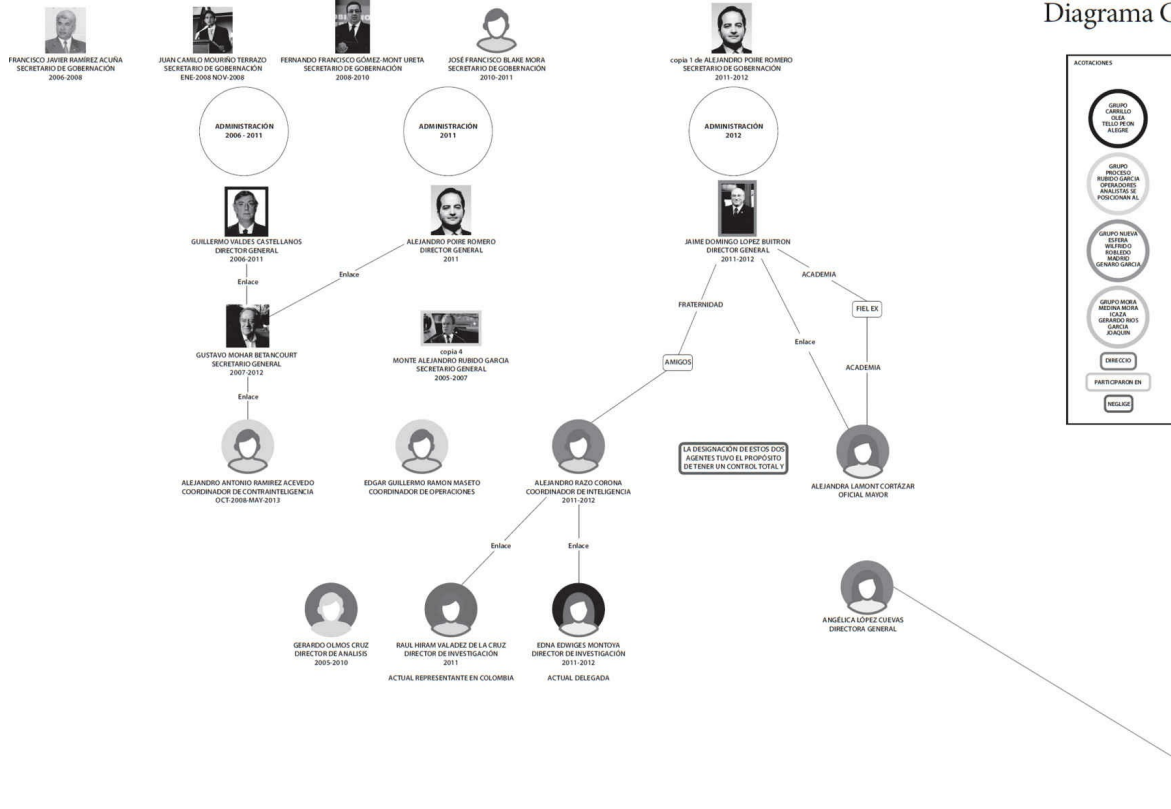 Diagrama C
FRANCISCO JAVIER RAMÍREZ ACUÑA
SECRETARIO DE GOBERNACIÓN
2006-2008
JUAN CAMILO MOURIÑO TERRAZO
SECRETARIO DE GOBERNACIÓN
ENE-2008 NOV-2008
FERNANDO FRANCISCO GÓMEZ-MONT URETA
SECRETARIO DE GOBERNACIÓN
2008-2010
JOSÉ FRANCISCO BLAKE MORA
SECRETARIO DE GOBERNACIÓN
2010-2011
copia 1 de ALEJANDRO POIRE ROMERO
SECRETARIO DE GOBERNACIÓN
2011-2012
ADMINISTRACIÓN
2006 - 2011
ADMINISTRACIÓN
2011
ADMINISTRACIÓN
2012
GUILLERMO VALDES CASTELLANOS
DIRECTOR GENERAL
2006-2011
ALEJANDRO POIRE ROMERO
DIRECTOR GENERAL
2011
JAIME DOMINGO LOPEZ BUITRON
DIRECTOR GENERAL
2011-2012
Enlace
Enlace
ACADEMIA
FRATERNIDAD
FIEL EX
Enlace
GUSTAVO MOHAR BETANCOURT
SECRETARIO GENERAL
2007-2012
copia 4
MONTE ALEJANDRO RUBIDO GARCIA
SECRETARIO GENERAL
2005-2007
AMIGOS
ACADEMIA
Enlace
ALEJANDRO ANTONIO RAMIREZ ACEVEDO
COORDINADOR DE CONTRAINTELIGENCIA
OCT-2008-MAY-2013
EDGAR GUILLERMO RAMON MASETO
COORDINADOR DE OPERACIONES
ALEJANDRO RAZO CORONA
COORDINADOR DE INTELIGENCIA
2011-2012
LA DESIGNACIÓN DE ESTOS DOS
AGENTES TUVO EL PROPÓSITO
DE TENER UN CONTROL TOTAL Y
ALEJANDRA LAMONT CORTÁZAR
OFICIAL MAYOR
Enlace
Enlace
GERARDO OLMOS CRUZ
DIRECTOR DE ANALISIS
2005-2010
RAUL HIRAM VALADEZ DE LA CRUZ
DIRECTOR DE INVESTIGACIÓN
2011
ACTUAL REPRESENTANTE EN COLOMBIA
EDNA EDWIGES MONTOYA
DIRECTOR DE INVESTIGACIÓN
2011-2012
ACTUAL DELEGADA
ANGÉLICA LÓPEZ CUEVAS
DIRECTORA GENERAL
ACOTACIONES
GRUPO
CARRILLO
OLEA
TELLO PEON
ALEGRE
GRUPO
PROCESO
RUBIDO GARCIA
OPERADORES
ANALISTAS SE
POSICIONAN AL
GRUPO NUEVA
ESFERA
WILFRIDO
ROBLEDO
MADRID
GENARO GARCIA
GRUPO MORA
MEDINA MORA
ICAZA
GERARDO RIOS
GARCIA
JOAQUIN
DIRECCIO
PARTICIPARON EN
NEGLIGE